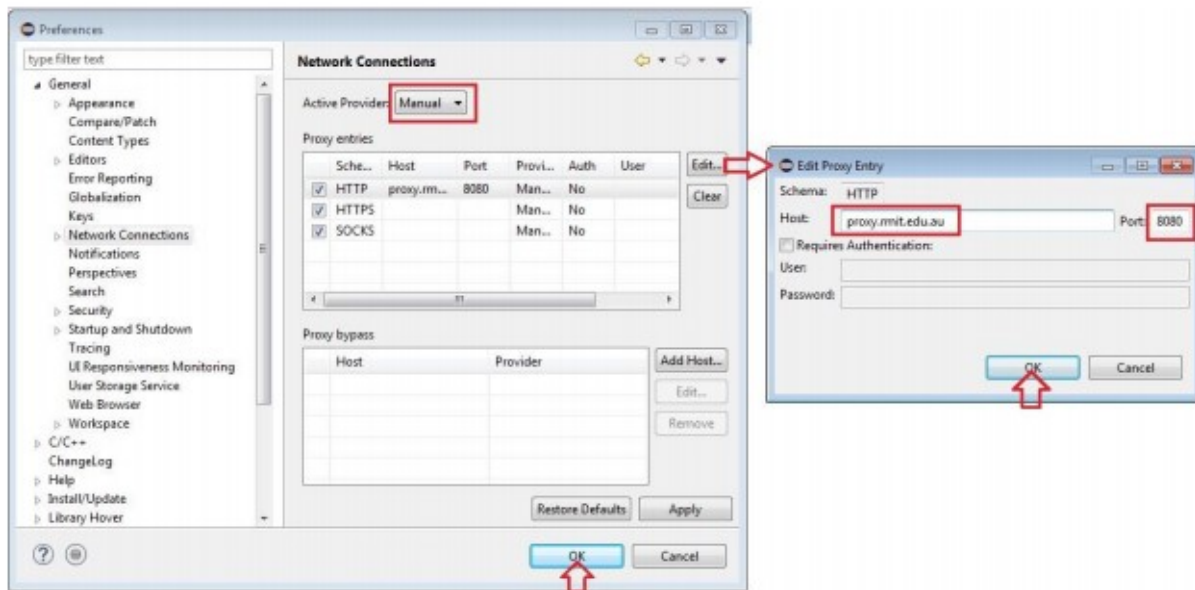 Preferences
type filter text
General
Appearance
Compare/Patch
Content Types
Editors
Error Reporting
Globalization
Keys
Network Connections
Notifications
Perspectives
Search
Security
Startup and Shutdown
Tracing
UI Responsiveness Monitoring
User Storage Service
Web Browser
Workspace
C/C++
ChangeLog
Help
Install/Update
Library Hover
Network Connections
Active Provider: Manual
Proxy entries
Sche... Host Port Provi... Auth User
HTTP proxy.rm... 8080 Man... No
HTTPS Man... No
SOCKS Man... No
Edit...
Clear
Proxy bypass
Host Provider
Add Host...
Edit...
Remove
Restore Defaults Apply
OK Cancel
Edit Proxy Entry
Schema: HTTP
Host: proxy.rmit.edu.au Port: 8080
Requires Authentication:
User:
Password:
OK Cancel